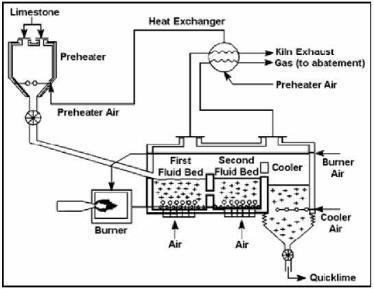 Limestone
Heat Exchanger
Preheater
Kiln Exhaust
Gas (to abatement)
Preheater Air
Preheater Air
First
Fluid Bed
Second
Fluid Bed
Cooler
Burner
Air
Burner
Cooler
Air
Air
Air
Quicklime